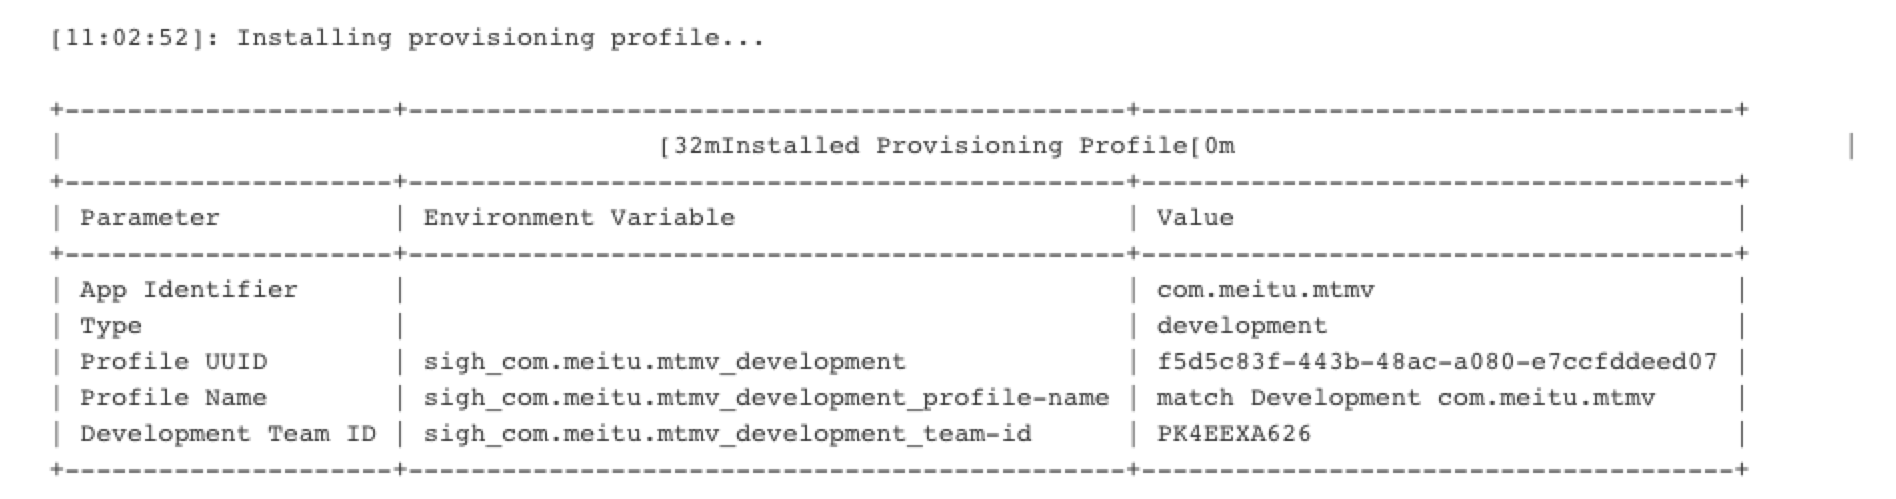 [11:02:52]: Installing provisioning profile...
+---------------------+----------------------------------------------+--------------------------------------+
|                                       [32mInstalled Provisioning Profile[0m                                       |
+---------------------+----------------------------------------------+--------------------------------------+
| Parameter           | Environment Variable                         | Value                                |
+---------------------+----------------------------------------------+--------------------------------------+
| App Identifier      |                                              | com.meitu.mtmv                       |
| Type                |                                              | development                          |
| Profile UUID        | sigh_com.meitu.mtmv_development              | f5d5c83f-443b-48ac-a080-e7ccfddeed07 |
| Profile Name        | sigh_com.meitu.mtmv_development_profile-name | match Development com.meitu.mtmv     |
| Development Team ID | sigh_com.meitu.mtmv_development_team-id      | PK4EEXA626                           |
+---------------------+----------------------------------------------+--------------------------------------+